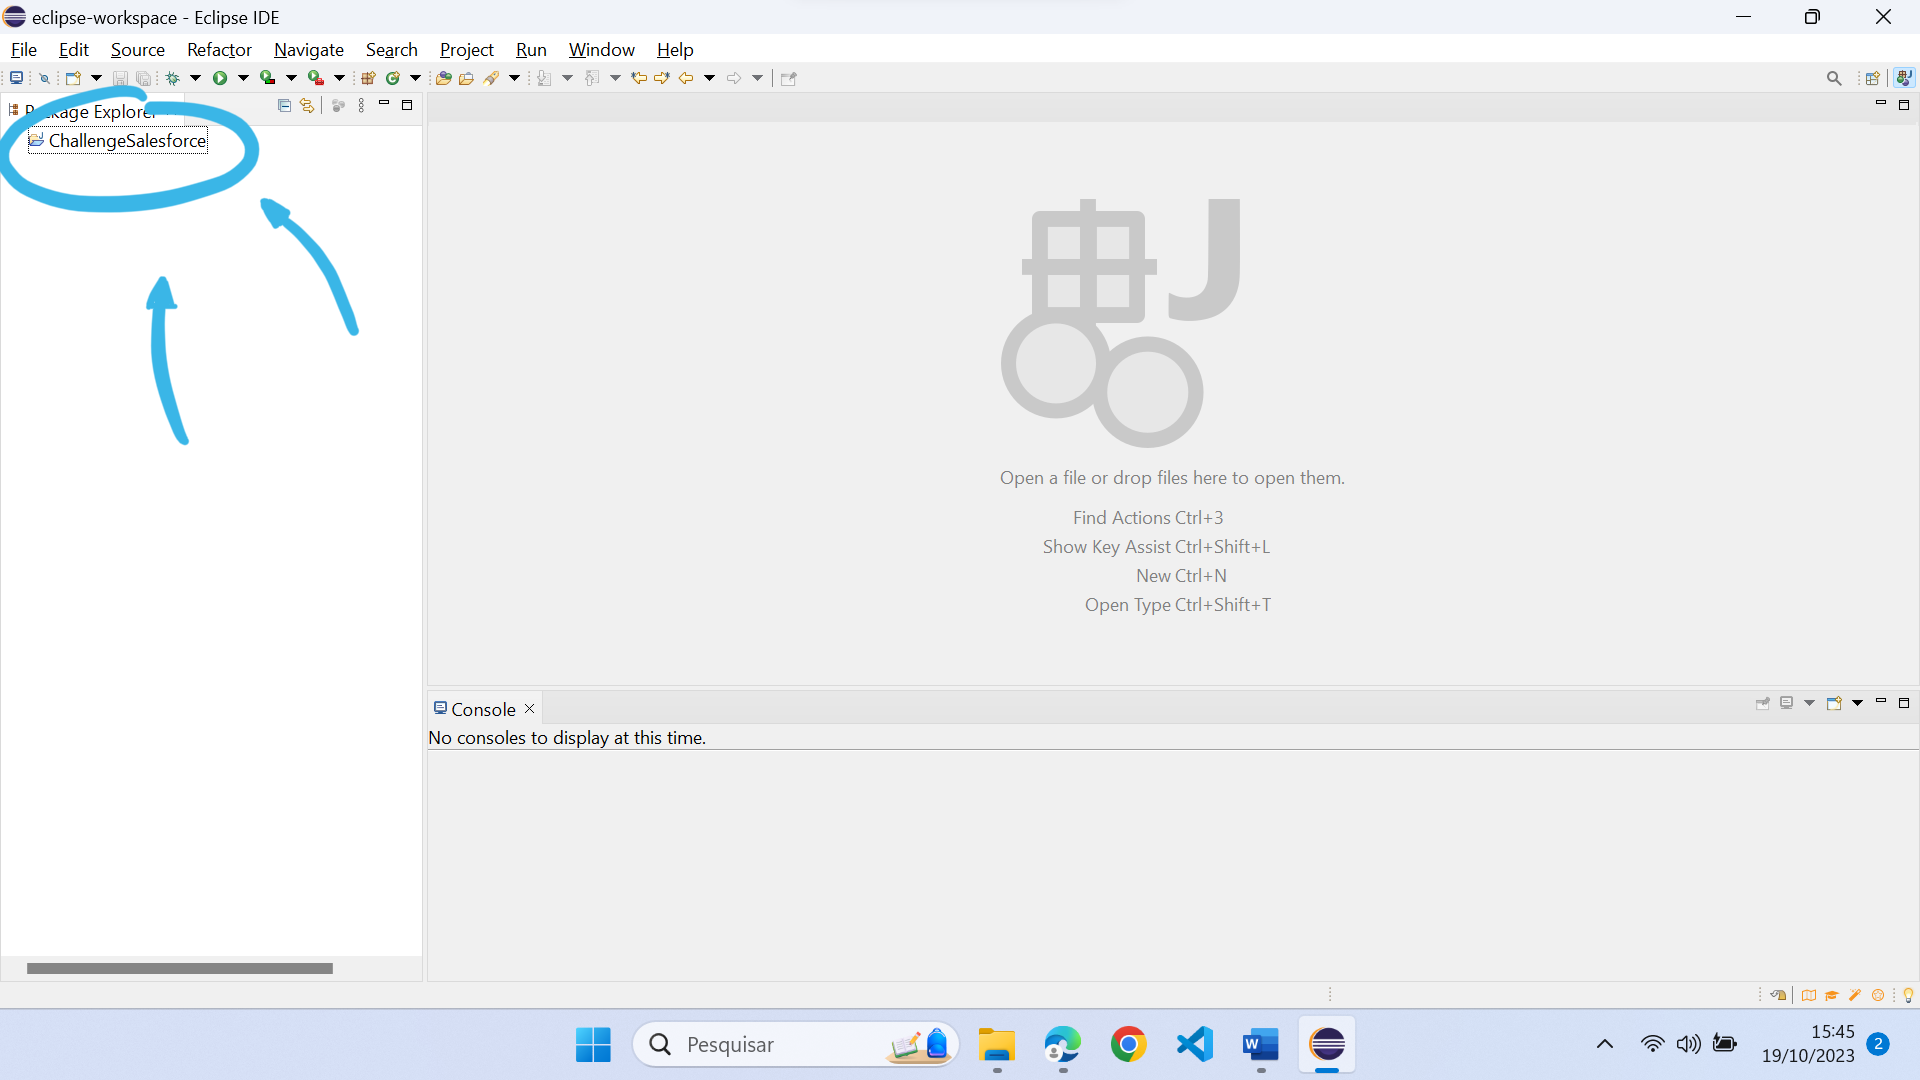 eclipse-workspace - Eclipse IDE
File Edit Source Refactor Navigate Search Project Run Window Help
Package Explorer
ChallengeSalesforce
Open a file or drop files here to open them.
Find Actions Ctrl+3
Show Key Assist Ctrl+Shift+L
New Ctrl+N
Open Type Ctrl+Shift+T
Console
No consoles to display at this time.
Pesquisar
15:45
19/10/2023
2